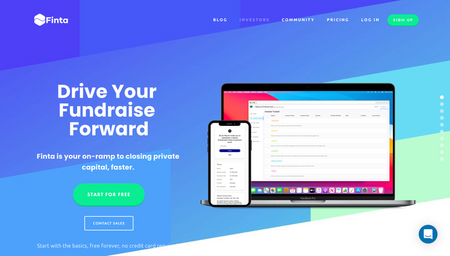 Finta
BLOG
INVESTORS
COMMUNITY
PRICING
LOG IN
SIGN UP
Drive Your
Fundraise
Forward
Finta is your on-ramp to closing private
capital, faster.
START FOR FREE
CONTACT SALES
Start with the basics, free forever, no credit card